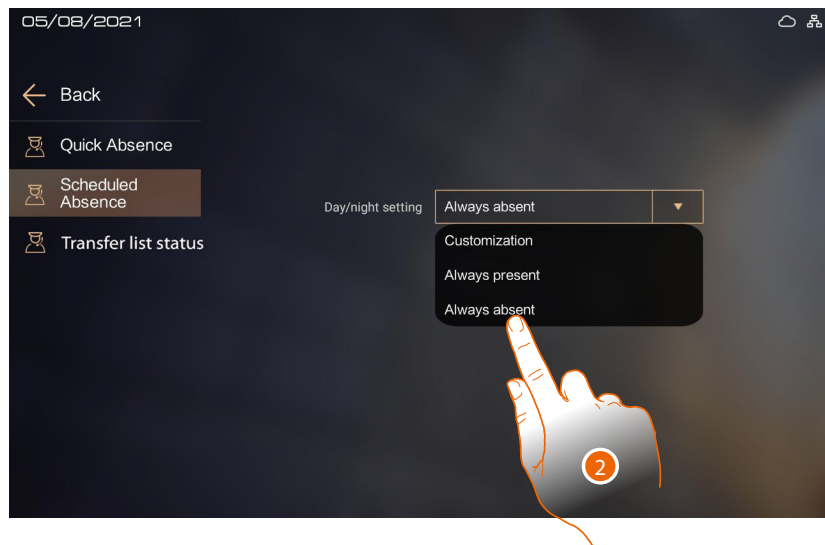 05/08/2021
Back
Quick Absence
Scheduled
Absence
Transfer list status
Day/night setting
Always absent
Customization
Always present
Always absent
2